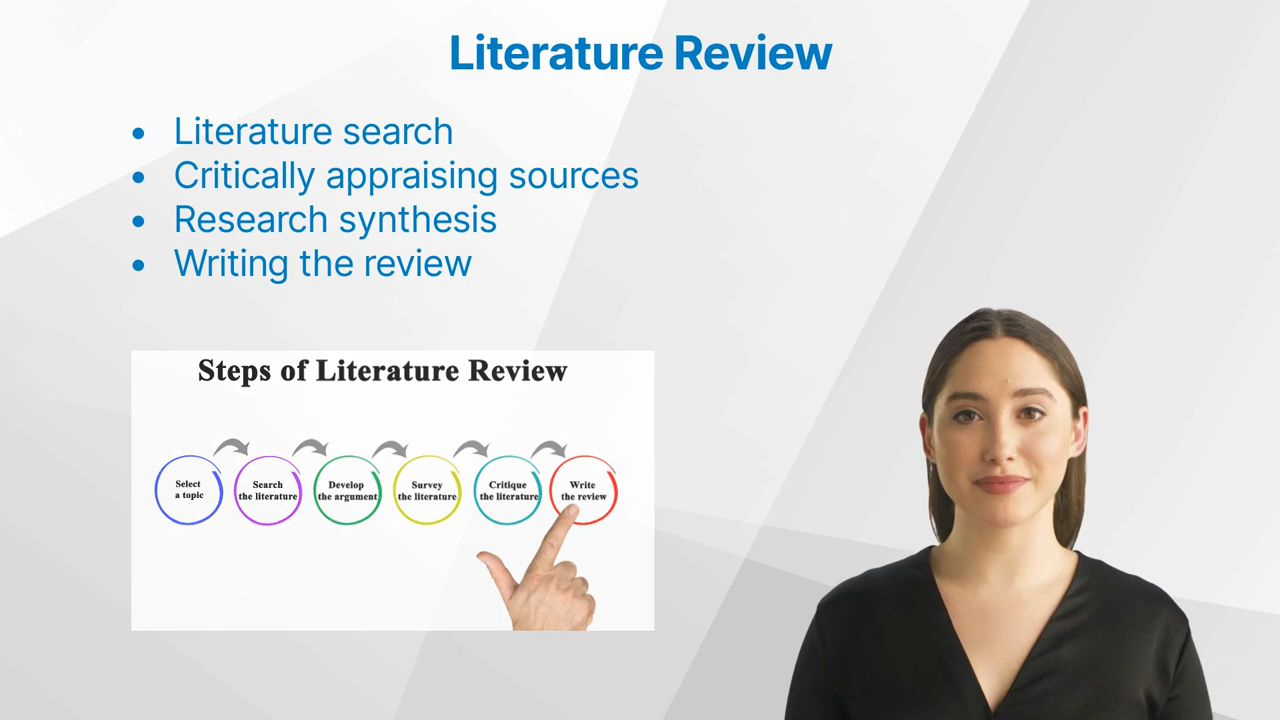 Literature Review
• Literature search
• Critically appraising sources
• Research synthesis
• Writing the review
Steps of Literature Review
Select
a topic
Search
the literature
Develop
the argument
Survey
the literature
Critique
the literature
Write
the review